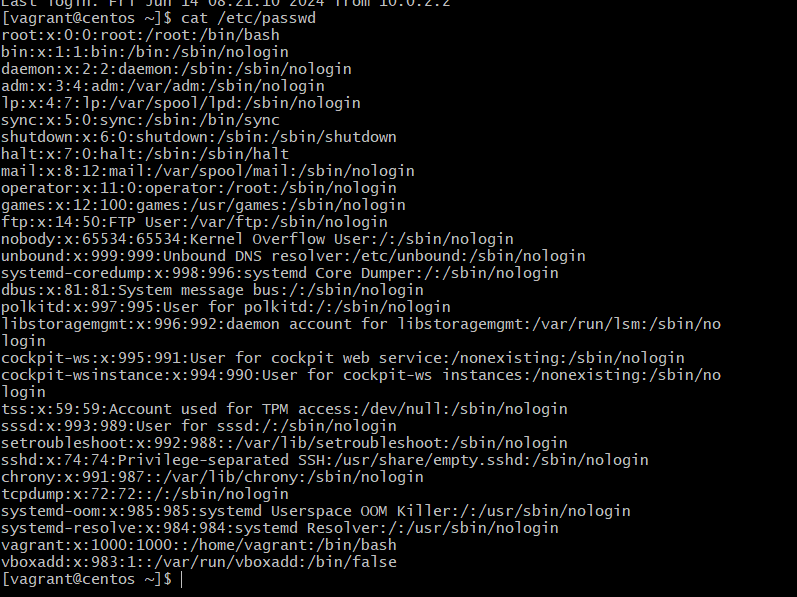 Last login: Fri Jun 14 08:21:10 2024 from 10.0.2.2
[vagrant@centos ~]$ cat /etc/passwd
root:x:0:0:root:/root:/bin/bash
bin:x:1:1:bin:/bin:/sbin/nologin
daemon:x:2:2:daemon:/sbin:/sbin/nologin
adm:x:3:4:adm:/var/adm:/sbin/nologin
lp:x:4:7:lp:/var/spool/lpd:/sbin/nologin
sync:x:5:0:sync:/sbin:/bin/sync
shutdown:x:6:0:shutdown:/sbin:/sbin/shutdown
halt:x:7:0:halt:/sbin:/sbin/halt
mail:x:8:12:mail:/var/spool/mail:/sbin/nologin
operator:x:11:0:operator:/root:/sbin/nologin
games:x:12:100:games:/usr/games:/sbin/nologin
ftp:x:14:50:FTP User:/var/ftp:/sbin/nologin
nobody:x:65534:65534:Kernel Overflow User:/:/sbin/nologin
unbound:x:999:999:Unbound DNS resolver:/etc/unbound:/sbin/nologin
systemd-coredump:x:998:996:systemd Core Dumper:/:/sbin/nologin
dbus:x:81:81:System message bus:/:/sbin/nologin
polkitd:x:997:995:User for polkitd:/:/sbin/nologin
libstoragemgmt:x:996:992:daemon account for libstoragemgmt:/var/run/lsm:/sbin/no
login
cockpit-ws:x:995:991:User for cockpit web service:/nonexisting:/sbin/nologin
cockpit-wsinstance:x:994:990:User for cockpit-ws instances:/nonexisting:/sbin/no
login
tss:x:59:59:Account used for TPM access:/dev/null:/sbin/nologin
sssd:x:993:989:User for sssd:/:/sbin/nologin
setroubleshoot:x:992:988::/var/lib/setroubleshoot:/sbin/nologin
sshd:x:74:74:Privilege-separated SSH:/usr/share/empty.sshd:/sbin/nologin
chrony:x:991:987::/var/lib/chrony:/sbin/nologin
tcpdump:x:72:72::/:/sbin/nologin
systemd-oom:x:985:985:systemd Userspace OOM Killer:/:/usr/sbin/nologin
systemd-resolve:x:984:984:systemd Resolver:/:/usr/sbin/nologin
vagrant:x:1000:1000::/home/vagrant:/bin/bash
vboxadd:x:983:1::/var/run/vboxadd:/bin/false
[vagrant@centos ~]$